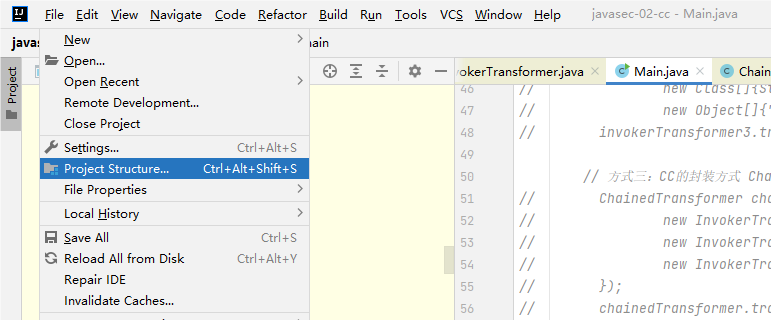 File Edit View Navigate Code Refactor Build Run Tools VCS Window Help javasec-02-cc - Main.java
javas
ain
New
Open...
Open Recent
Remote Development...
Close Project
Settings... Ctrl+Alt+S
Project Structure... Ctrl+Alt+Shift+S
File Properties
Local History
Save All Ctrl+S
Reload All from Disk Ctrl+Alt+Y
Repair IDE
Invalidate Caches...
Project
vokerTransformer.java Main.java Chain
46 // new Class[]{St
47 // new Object[]{"
48 // invokerTransformer3.tr
49
50 // 方式三：CC的封装方式 Cha
51 // ChainedTransformer cha
52 // new InvokerTra
53 // new InvokerTra
54 // new InvokerTra
55 // });
56 // chainedTransformer.tra